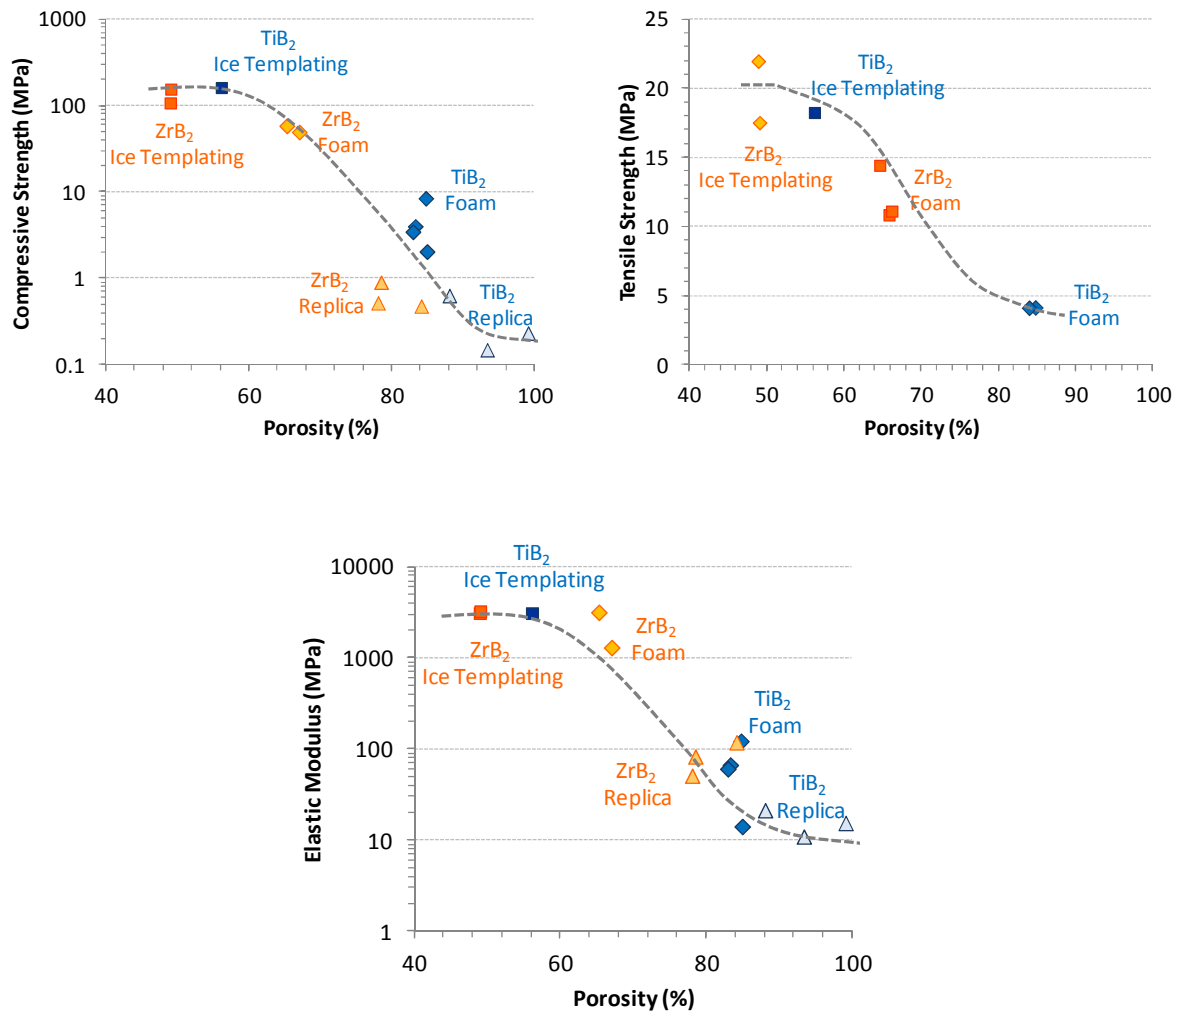 1000
100
10
1
0.1
Compressive Strength (MPa)
TiB₂
Ice Templating
ZrB₂
Ice Templating
ZrB₂
Foam
TiB₂
Foam
ZrB₂
Replica
TiB₂
Replica
40
60
80
100
Porosity (%)
25
20
15
10
5
0
Tensile Strength (MPa)
TiB₂
Ice Templating
ZrB₂
Ice Templating
ZrB₂
Foam
TiB₂
Foam
40
50
60
70
80
90
100
Porosity (%)
10000
1000
100
10
1
Elastic Modulus (MPa)
TiB₂
Ice Templating
ZrB₂
Ice Templating
ZrB₂
Foam
TiB₂
Foam
ZrB₂
Replica
TiB₂
Replica
40
60
80
100
Porosity (%)